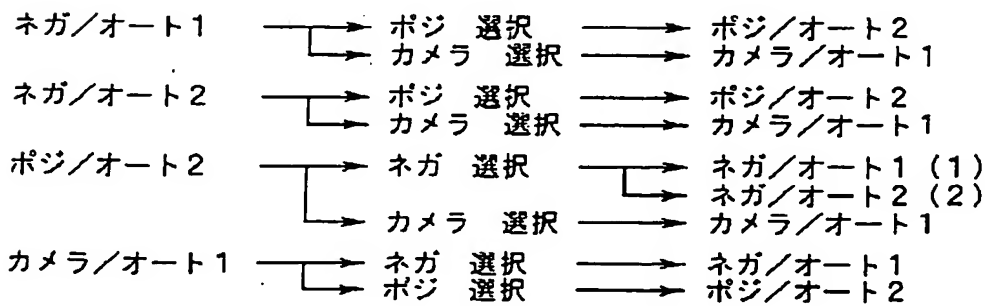 ネガ/オート1 ポジ 選択 ポジ/オート2
カメラ 選択 カメラ/オート1
ネガ/オート2 ポジ 選択 ポジ/オート2
カメラ 選択 カメラ/オート1
ポジ/オート2 ネガ 選択 ネガ/オート1(1)
ネガ/オート2(2)
カメラ 選択 カメラ/オート1
カメラ/オート1 ネガ 選択 ネガ/オート1
ポジ 選択 ポジ/オート2